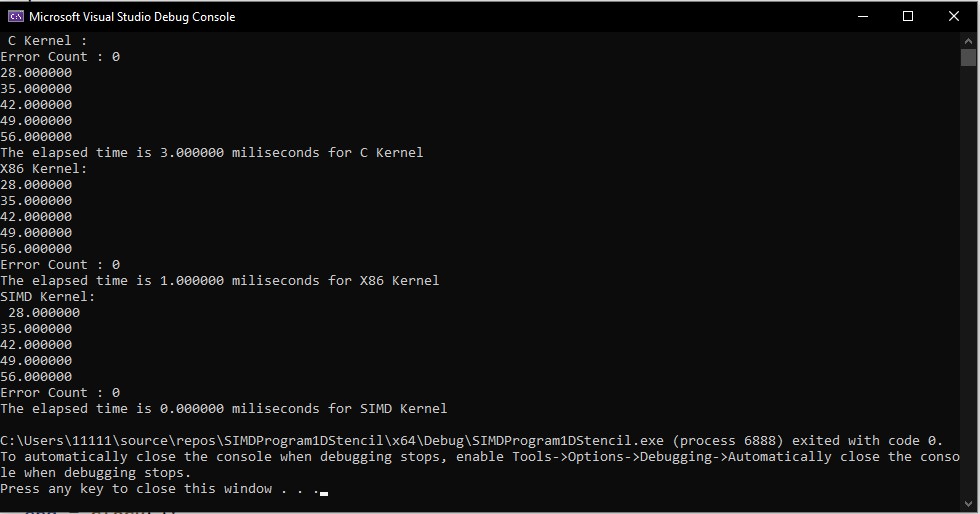 Microsoft Visual Studio Debug Console
C Kernel :
Error Count : 0
28.000000
35.000000
42.000000
49.000000
56.000000
The elapsed time is 3.000000 miliseconds for C Kernel
X86 Kernel:
28.000000
35.000000
42.000000
49.000000
56.000000
Error Count : 0
The elapsed time is 1.000000 miliseconds for X86 Kernel
SIMD Kernel:
28.000000
35.000000
42.000000
49.000000
56.000000
Error Count : 0
The elapsed time is 0.000000 miliseconds for SIMD Kernel
C:\Users\11111\source\repos\SIMDProgram1DStencil\x64\Debug\SIMDProgram1DStencil.exe (process 6888) exited with code 0.
To automatically close the console when debugging stops, enable Tools->Options->Debugging->Automatically close the conso
le when debugging stops.
Press any key to close this window . . .